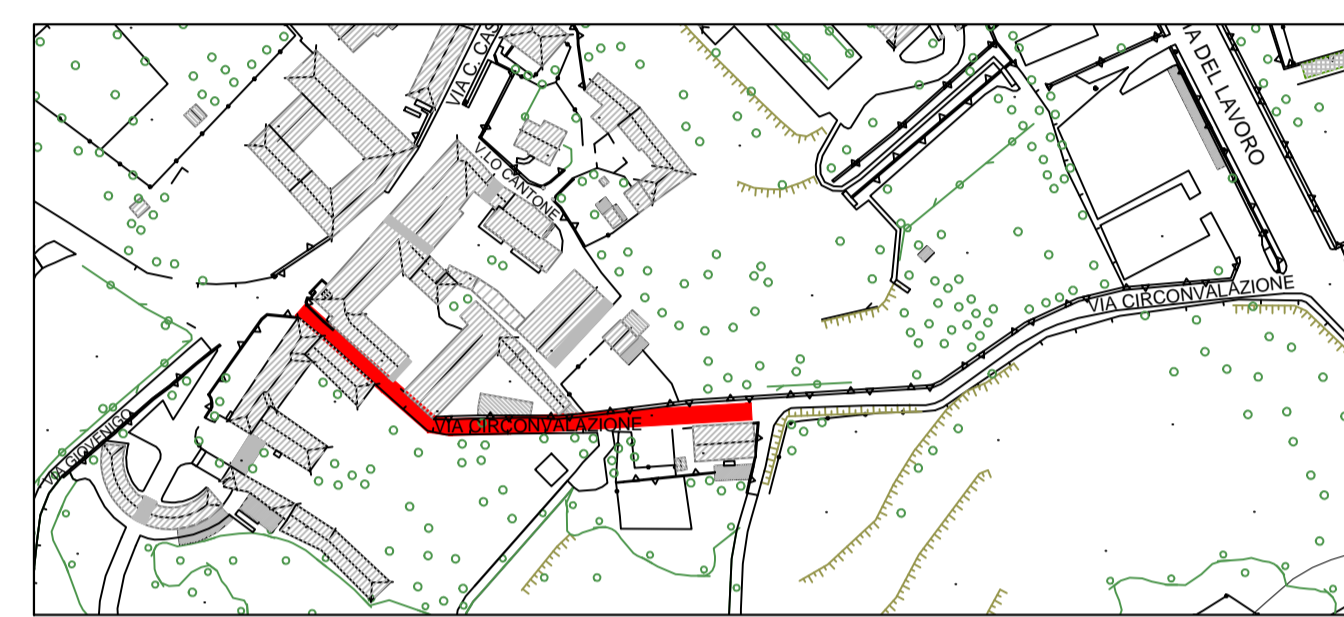 VIA C. CAS
V.LO CANTONE
VIA DEL LAVORO
VIA CIRCONVALAZIONE
VIA CIRCONVALAZIONE
VIA GIOVENIGO